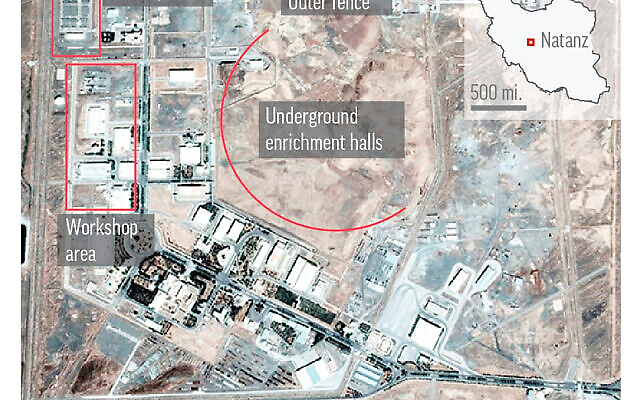 Outer fence
Natanz
500 mi.
Underground
enrichment halls
Workshop
area